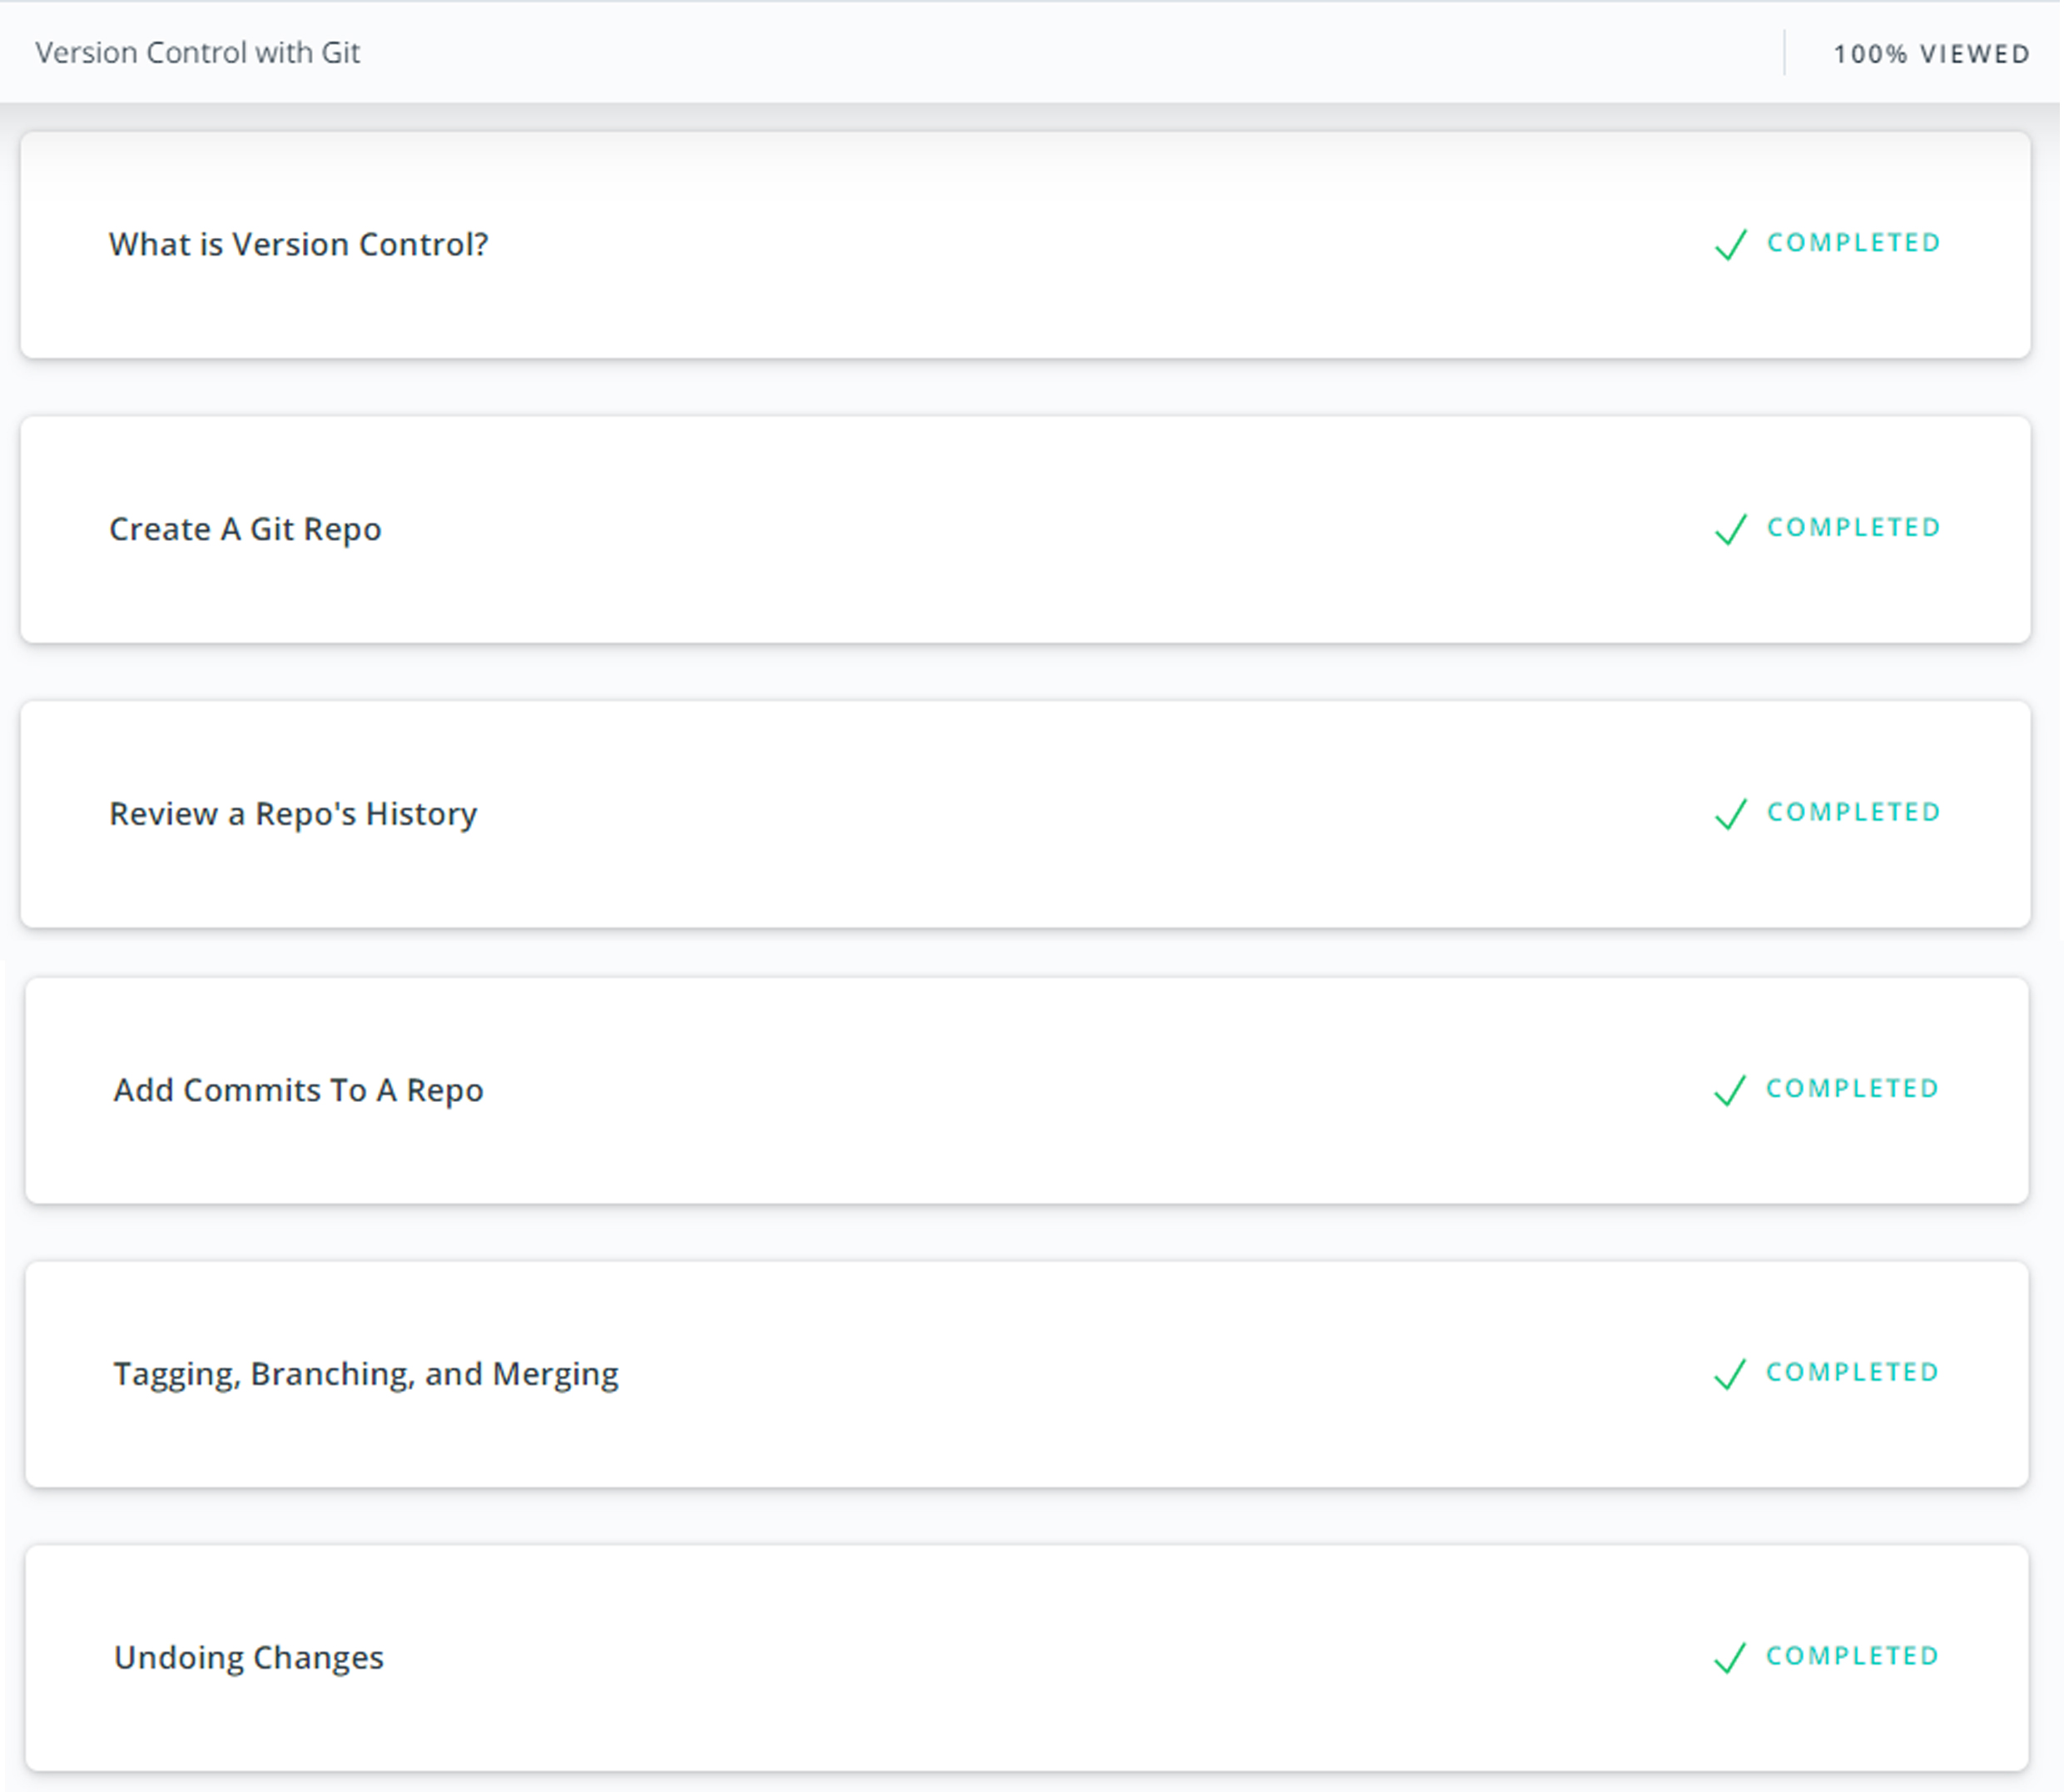 Version Control with Git
100% VIEWED
What is Version Control?
COMPLETED
Create A Git Repo
COMPLETED
Review a Repo's History
COMPLETED
Add Commits To A Repo
COMPLETED
Tagging, Branching, and Merging
COMPLETED
Undoing Changes
COMPLETED